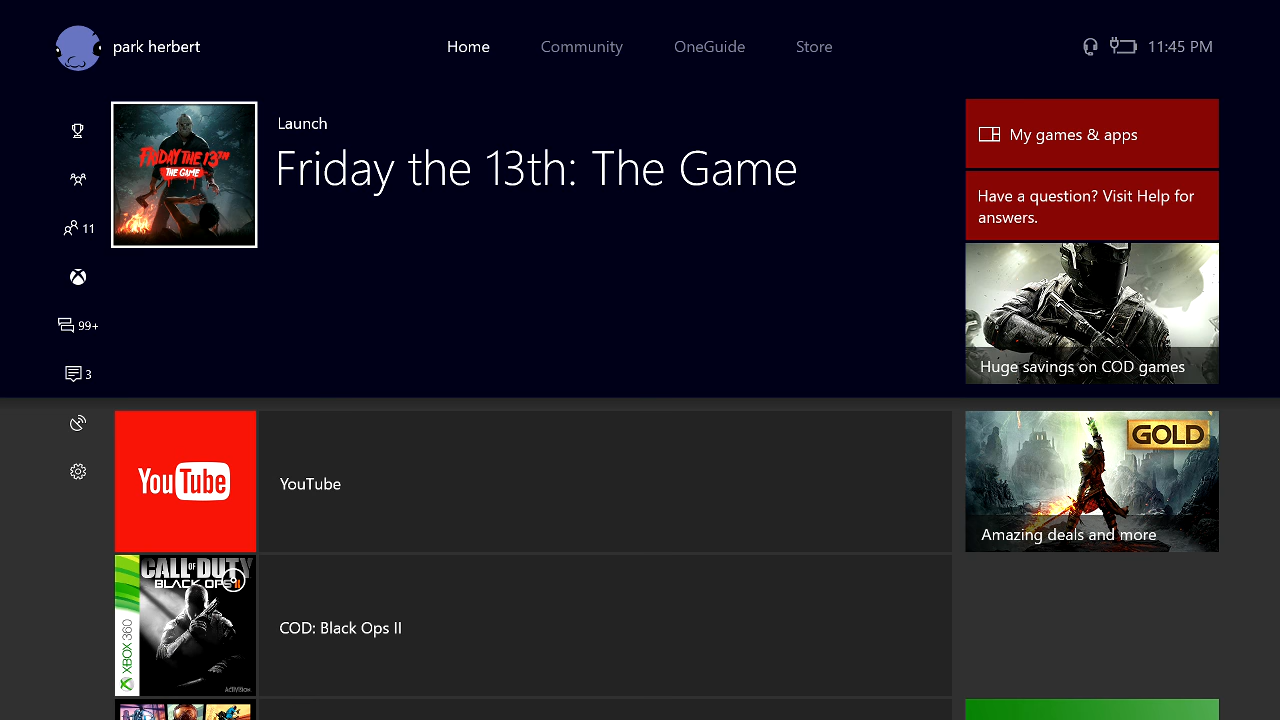 park herbert
Home
Community
OneGuide
Store
11:45 PM
FRIDAY THE 13TH
THE GAME
Launch
Friday the 13th: The Game
My games & apps
Have a question? Visit Help for
answers.
11
99+
3
Huge savings on COD games
YouTube
YouTube
GOLD
Amazing deals and more
CALL OF DUTY
BLACK OPS II
XBOX 360
ACTIVISION
COD: Black Ops II